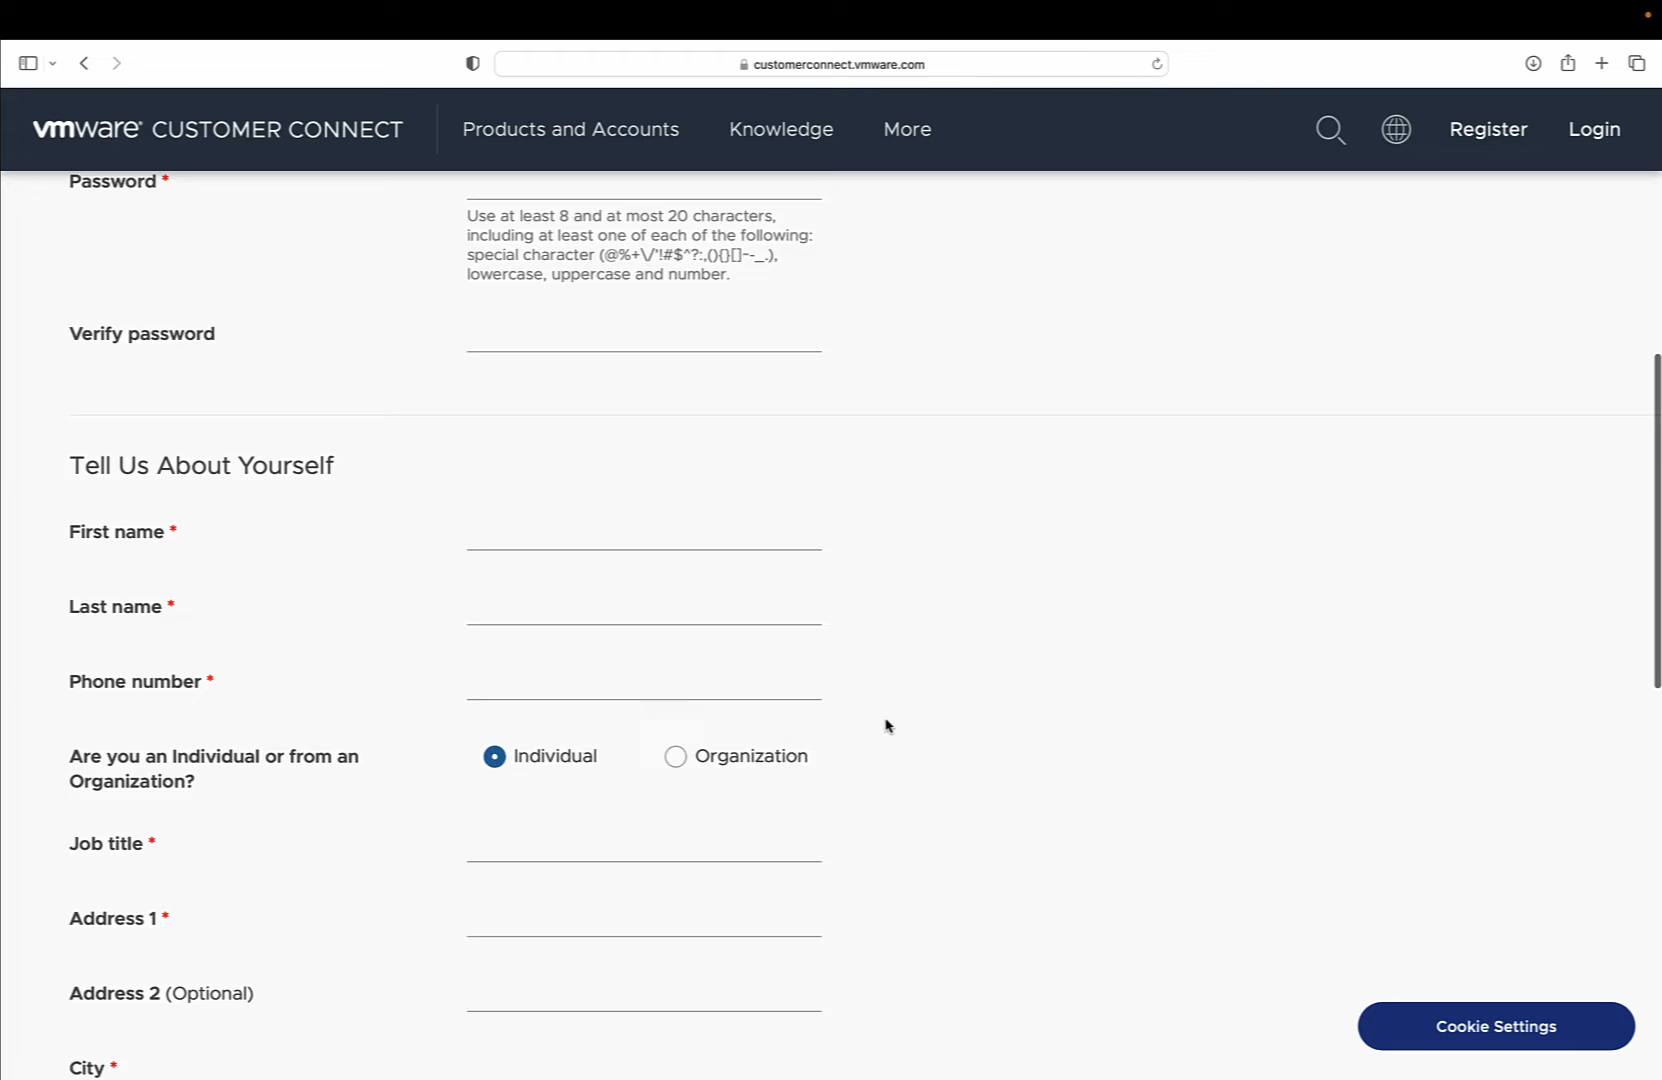 customerconnect.vmware.com
vmware® CUSTOMER CONNECT Products and Accounts Knowledge More Register Login
Password *
Use at least 8 and at most 20 characters,
including at least one of each of the following:
special character (@%+\/'!#$^?:,(){}[]~-_.),
lowercase, uppercase and number.
Verify password
Tell Us About Yourself
First name *
Last name *
Phone number *
Are you an Individual or from an
Organization?
Individual Organization
Job title *
Address 1 *
Address 2 (Optional)
Cookie Settings
City *